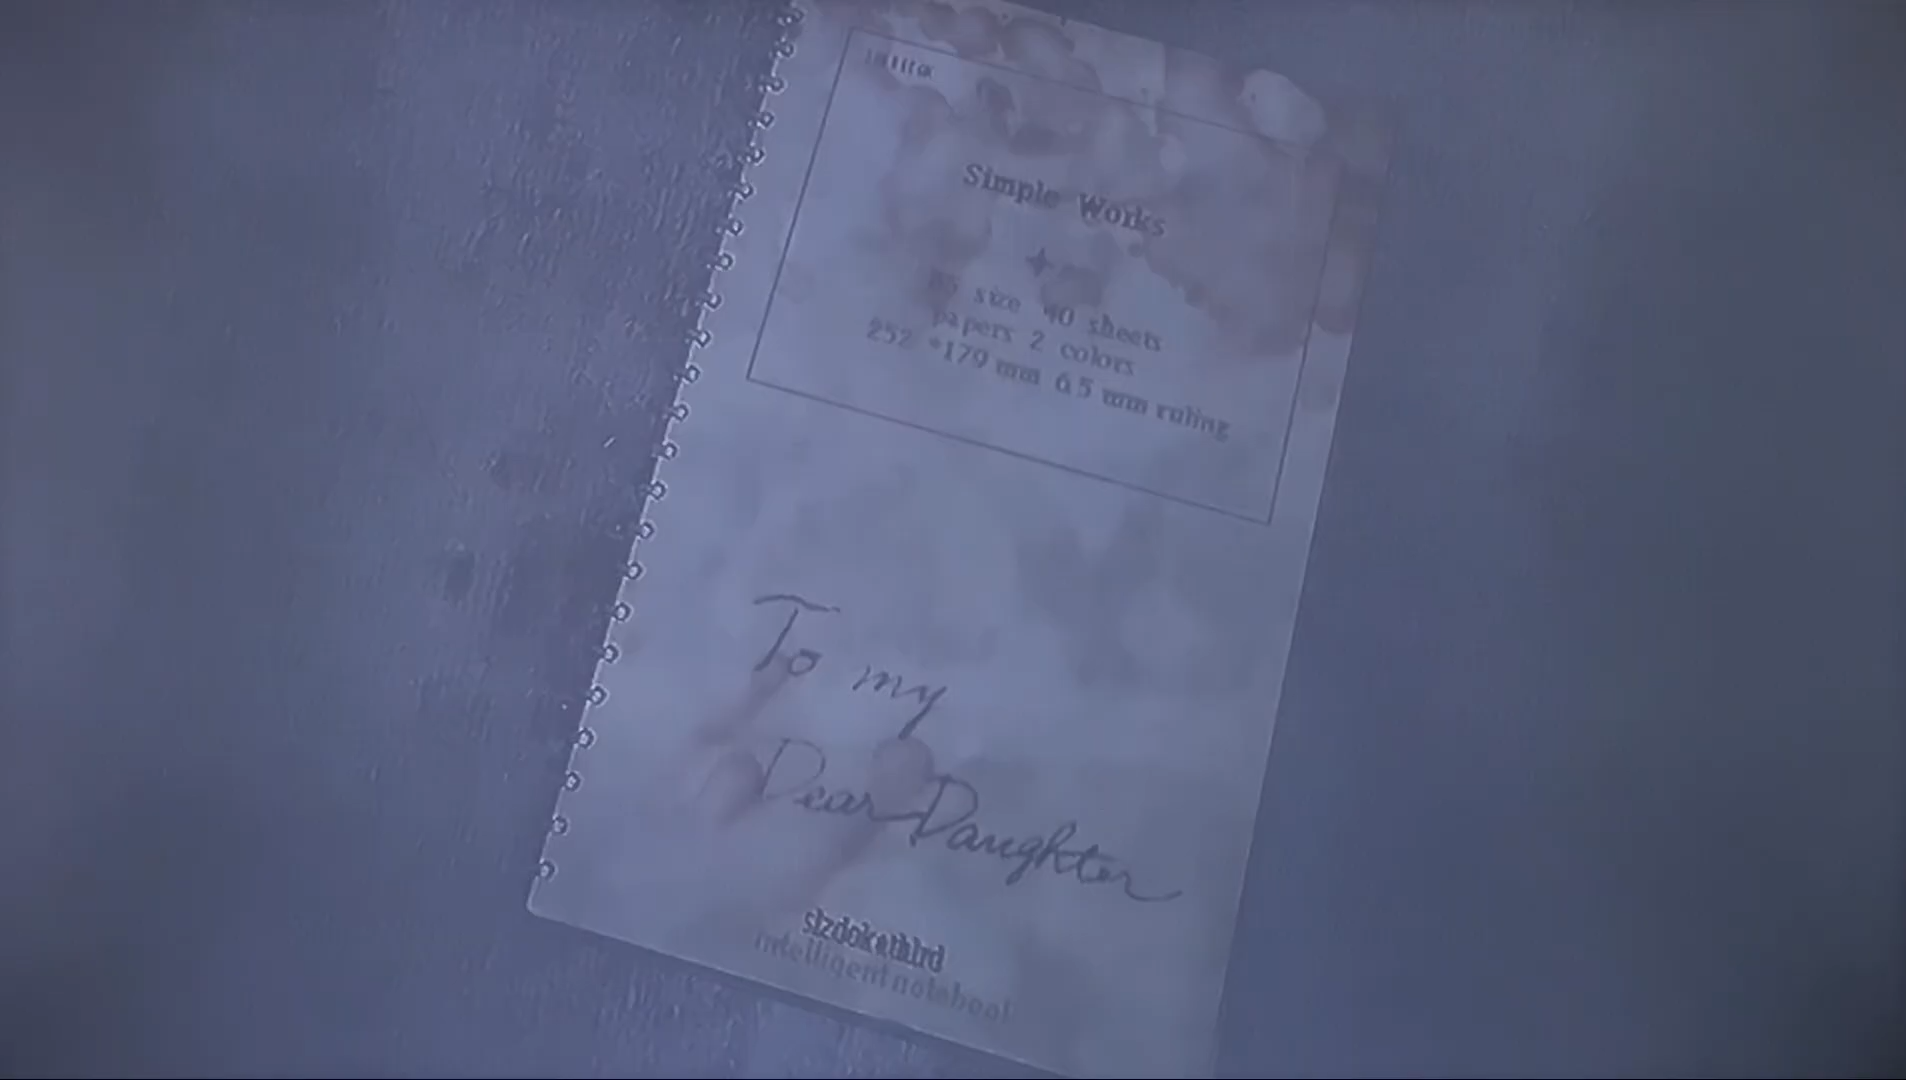 Simple Works
size 40 sheets
papers 2 colors
252 *179 mm 6.5 mm ruling
To my
Dear Daughter
intelligent notebook